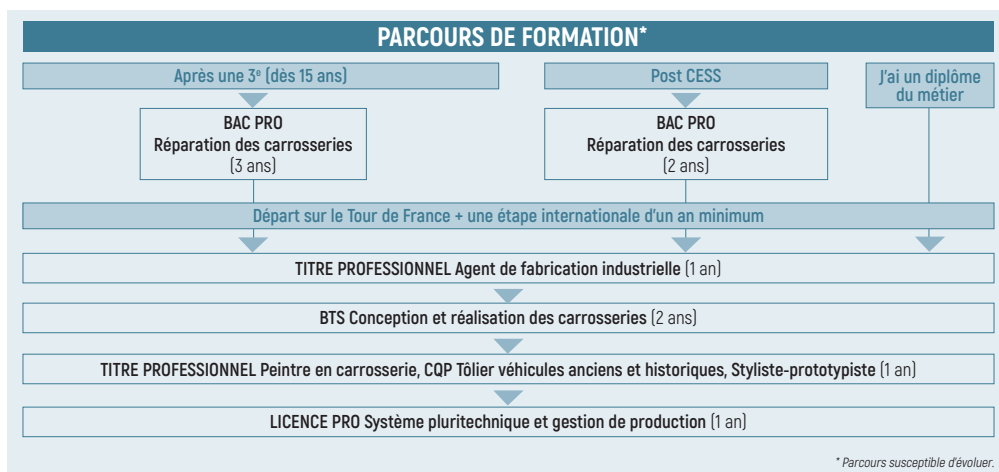 PARCOURS DE FORMATION*
Après une 3e (dès 15 ans)
Post CESS
J'ai un diplôme
du métier
BAC PRO
Réparation des carrosseries
(3 ans)
BAC PRO
Réparation des carrosseries
(2 ans)
Départ sur le Tour de France + une étape internationale d'un an minimum
TITRE PROFESSIONNEL Agent de fabrication industrielle (1 an)
BTS Conception et réalisation des carrosseries (2 ans)
TITRE PROFESSIONNEL Peintre en carrosserie, CQP Tôlier véhicules anciens et historiques, Styliste-prototypiste (1 an)
LICENCE PRO Système pluritechnique et gestion de production (1 an)
* Parcours susceptible d'évoluer.